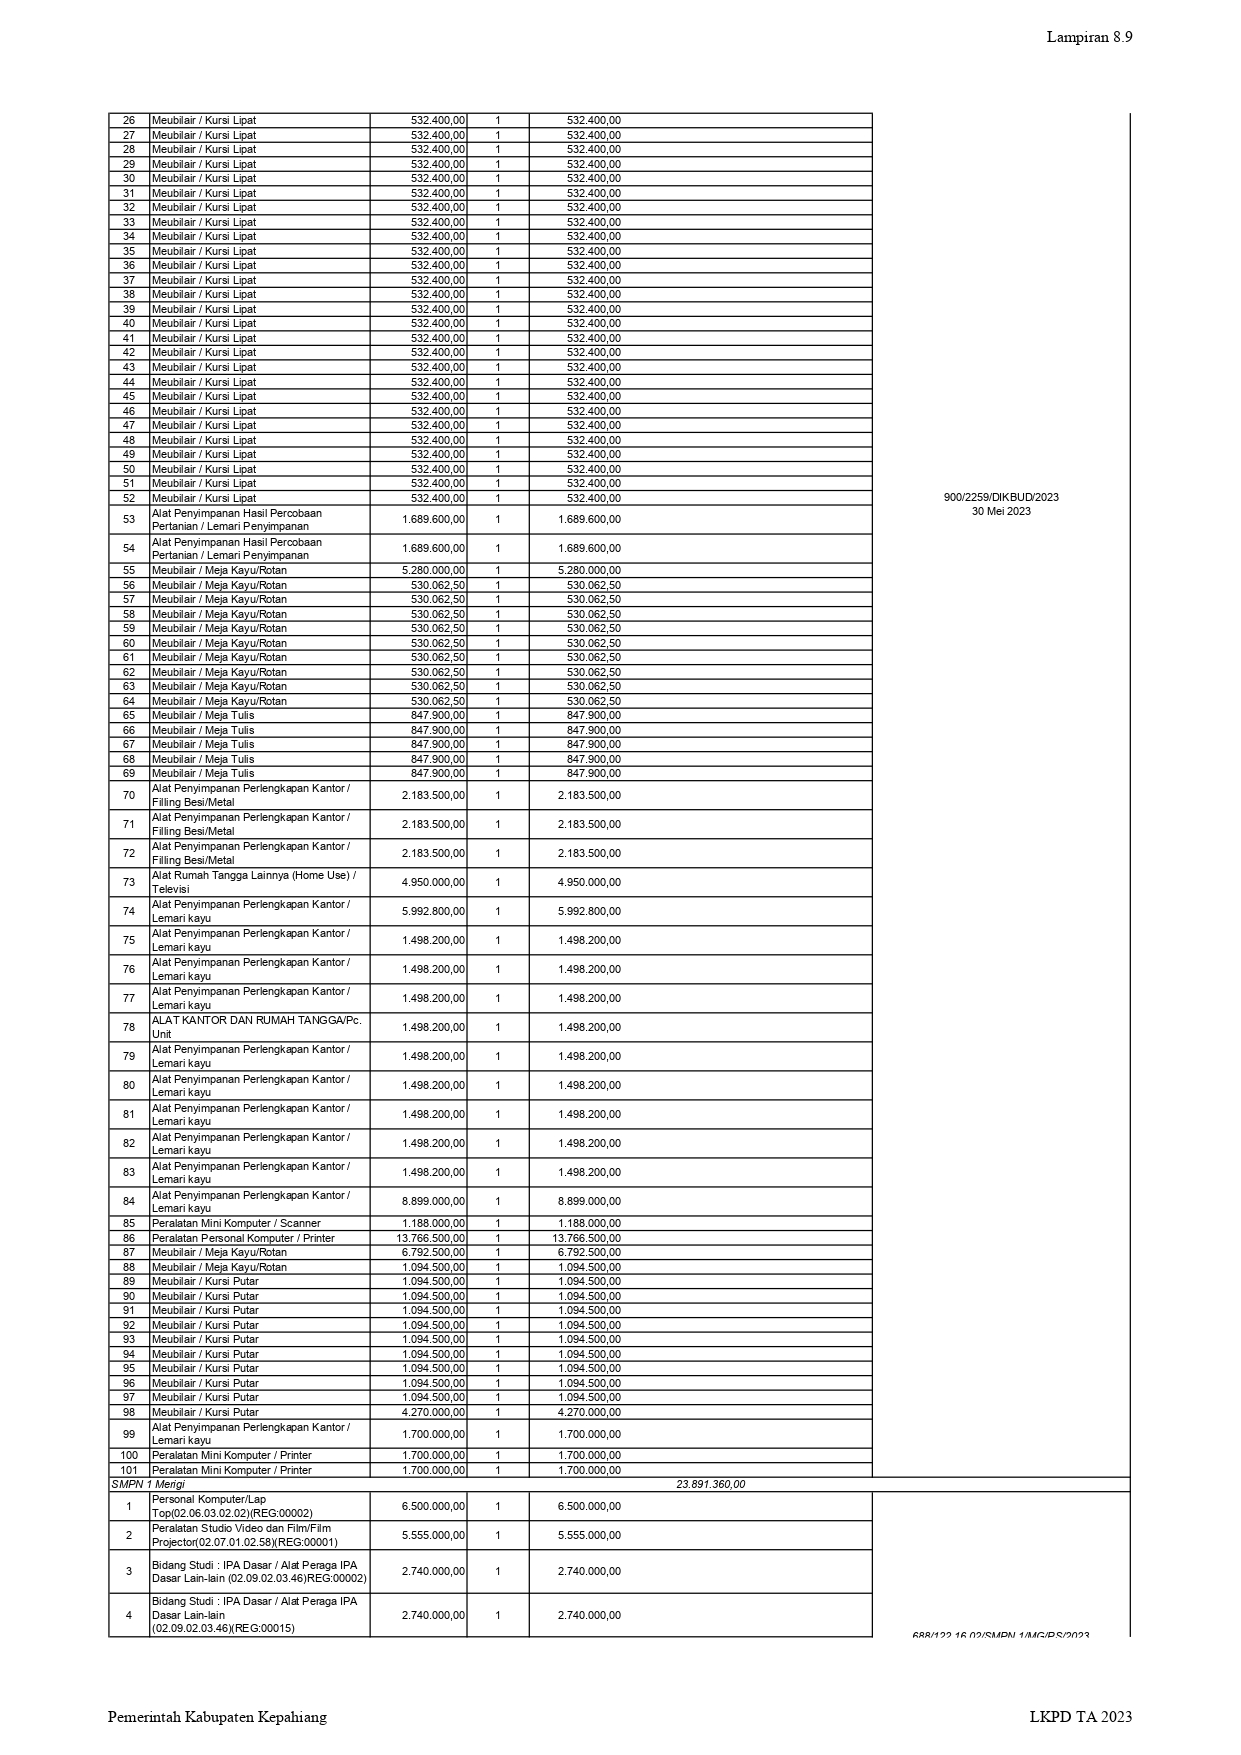 Lampiran 8.9
26 Meubilair / Kursi Lipat 532.400,00 1 532.400,00
27 Meubilair / Kursi Lipat 532.400,00 1 532.400,00
28 Meubilair / Kursi Lipat 532.400,00 1 532.400,00
29 Meubilair / Kursi Lipat 532.400,00 1 532.400,00
30 Meubilair / Kursi Lipat 532.400,00 1 532.400,00
31 Meubilair / Kursi Lipat 532.400,00 1 532.400,00
32 Meubilair / Kursi Lipat 532.400,00 1 532.400,00
33 Meubilair / Kursi Lipat 532.400,00 1 532.400,00
34 Meubilair / Kursi Lipat 532.400,00 1 532.400,00
35 Meubilair / Kursi Lipat 532.400,00 1 532.400,00
36 Meubilair / Kursi Lipat 532.400,00 1 532.400,00
37 Meubilair / Kursi Lipat 532.400,00 1 532.400,00
38 Meubilair / Kursi Lipat 532.400,00 1 532.400,00
39 Meubilair / Kursi Lipat 532.400,00 1 532.400,00
40 Meubilair / Kursi Lipat 532.400,00 1 532.400,00
41 Meubilair / Kursi Lipat 532.400,00 1 532.400,00
42 Meubilair / Kursi Lipat 532.400,00 1 532.400,00
43 Meubilair / Kursi Lipat 532.400,00 1 532.400,00
44 Meubilair / Kursi Lipat 532.400,00 1 532.400,00
45 Meubilair / Kursi Lipat 532.400,00 1 532.400,00
46 Meubilair / Kursi Lipat 532.400,00 1 532.400,00
47 Meubilair / Kursi Lipat 532.400,00 1 532.400,00
48 Meubilair / Kursi Lipat 532.400,00 1 532.400,00
49 Meubilair / Kursi Lipat 532.400,00 1 532.400,00
50 Meubilair / Kursi Lipat 532.400,00 1 532.400,00
51 Meubilair / Kursi Lipat 532.400,00 1 532.400,00
52 Meubilair / Kursi Lipat 532.400,00 1 532.400,00
900/2259/DIKBUD/2023
30 Mei 2023
53 Alat Penyimpanan Hasil Percobaan
Pertanian / Lemari Penyimpanan 1.689.600,00 1 1.689.600,00
54 Alat Penyimpanan Hasil Percobaan
Pertanian / Lemari Penyimpanan 1.689.600,00 1 1.689.600,00
55 Meubilair / Meja Kayu/Rotan 5.280.000,00 1 5.280.000,00
56 Meubilair / Meja Kayu/Rotan 530.062,50 1 530.062,50
57 Meubilair / Meja Kayu/Rotan 530.062,50 1 530.062,50
58 Meubilair / Meja Kayu/Rotan 530.062,50 1 530.062,50
59 Meubilair / Meja Kayu/Rotan 530.062,50 1 530.062,50
60 Meubilair / Meja Kayu/Rotan 530.062,50 1 530.062,50
61 Meubilair / Meja Kayu/Rotan 530.062,50 1 530.062,50
62 Meubilair / Meja Kayu/Rotan 530.062,50 1 530.062,50
63 Meubilair / Meja Kayu/Rotan 530.062,50 1 530.062,50
64 Meubilair / Meja Kayu/Rotan 530.062,50 1 530.062,50
65 Meubilair / Meja Tulis 847.900,00 1 847.900,00
66 Meubilair / Meja Tulis 847.900,00 1 847.900,00
67 Meubilair / Meja Tulis 847.900,00 1 847.900,00
68 Meubilair / Meja Tulis 847.900,00 1 847.900,00
69 Meubilair / Meja Tulis 847.900,00 1 847.900,00
70 Alat Penyimpanan Perlengkapan Kantor /
Filling Besi/Metal 2.183.500,00 1 2.183.500,00
71 Alat Penyimpanan Perlengkapan Kantor /
Filling Besi/Metal 2.183.500,00 1 2.183.500,00
72 Alat Penyimpanan Perlengkapan Kantor /
Filling Besi/Metal 2.183.500,00 1 2.183.500,00
73 Alat Rumah Tangga Lainnya (Home Use) /
Televisi 4.950.000,00 1 4.950.000,00
74 Alat Penyimpanan Perlengkapan Kantor /
Lemari kayu 5.992.800,00 1 5.992.800,00
75 Alat Penyimpanan Perlengkapan Kantor /
Lemari kayu 1.498.200,00 1 1.498.200,00
76 Alat Penyimpanan Perlengkapan Kantor /
Lemari kayu 1.498.200,00 1 1.498.200,00
77 Alat Penyimpanan Perlengkapan Kantor /
Lemari kayu 1.498.200,00 1 1.498.200,00
78 ALAT KANTOR DAN RUMAH TANGGA/Pc.
Unit 1.498.200,00 1 1.498.200,00
79 Alat Penyimpanan Perlengkapan Kantor /
Lemari kayu 1.498.200,00 1 1.498.200,00
80 Alat Penyimpanan Perlengkapan Kantor /
Lemari kayu 1.498.200,00 1 1.498.200,00
81 Alat Penyimpanan Perlengkapan Kantor /
Lemari kayu 1.498.200,00 1 1.498.200,00
82 Alat Penyimpanan Perlengkapan Kantor /
Lemari kayu 1.498.200,00 1 1.498.200,00
83 Alat Penyimpanan Perlengkapan Kantor /
Lemari kayu 1.498.200,00 1 1.498.200,00
84 Alat Penyimpanan Perlengkapan Kantor /
Lemari kayu 8.899.000,00 1 8.899.000,00
85 Peralatan Mini Komputer / Scanner 1.188.000,00 1 1.188.000,00
86 Peralatan Personal Komputer / Printer 13.766.500,00 1 13.766.500,00
87 Meubilair / Meja Kayu/Rotan 6.792.500,00 1 6.792.500,00
88 Meubilair / Meja Kayu/Rotan 1.094.500,00 1 1.094.500,00
89 Meubilair / Kursi Putar 1.094.500,00 1 1.094.500,00
90 Meubilair / Kursi Putar 1.094.500,00 1 1.094.500,00
91 Meubilair / Kursi Putar 1.094.500,00 1 1.094.500,00
92 Meubilair / Kursi Putar 1.094.500,00 1 1.094.500,00
93 Meubilair / Kursi Putar 1.094.500,00 1 1.094.500,00
94 Meubilair / Kursi Putar 1.094.500,00 1 1.094.500,00
95 Meubilair / Kursi Putar 1.094.500,00 1 1.094.500,00
96 Meubilair / Kursi Putar 1.094.500,00 1 1.094.500,00
97 Meubilair / Kursi Putar 1.094.500,00 1 1.094.500,00
98 Meubilair / Kursi Putar 4.270.000,00 1 4.270.000,00
99 Alat Penyimpanan Perlengkapan Kantor /
Lemari kayu 1.700.000,00 1 1.700.000,00
100 Peralatan Mini Komputer / Printer 1.700.000,00 1 1.700.000,00
101 Peralatan Mini Komputer / Printer 1.700.000,00 1 1.700.000,00
SMPN 1 Merigi 23.891.360,00
1 Personal Komputer/Lap
Top(02.06.03.02.02)(REG:00002) 6.500.000,00 1 6.500.000,00
2 Peralatan Studio Video dan Film/Film
Projector(02.07.01.02.58)(REG:00001) 5.555.000,00 1 5.555.000,00
3 Bidang Studi : IPA Dasar / Alat Peraga IPA
Dasar Lain-lain (02.09.02.03.46)REG:00002) 2.740.000,00 1 2.740.000,00
4 Bidang Studi : IPA Dasar / Alat Peraga IPA
Dasar Lain-lain
(02.09.02.03.46)(REG:00015) 2.740.000,00 1 2.740.000,00
688/122.16.02/SMPN.1/MG/RS/2023
Pemerintah Kabupaten Kepahiang
LKPD TA 2023